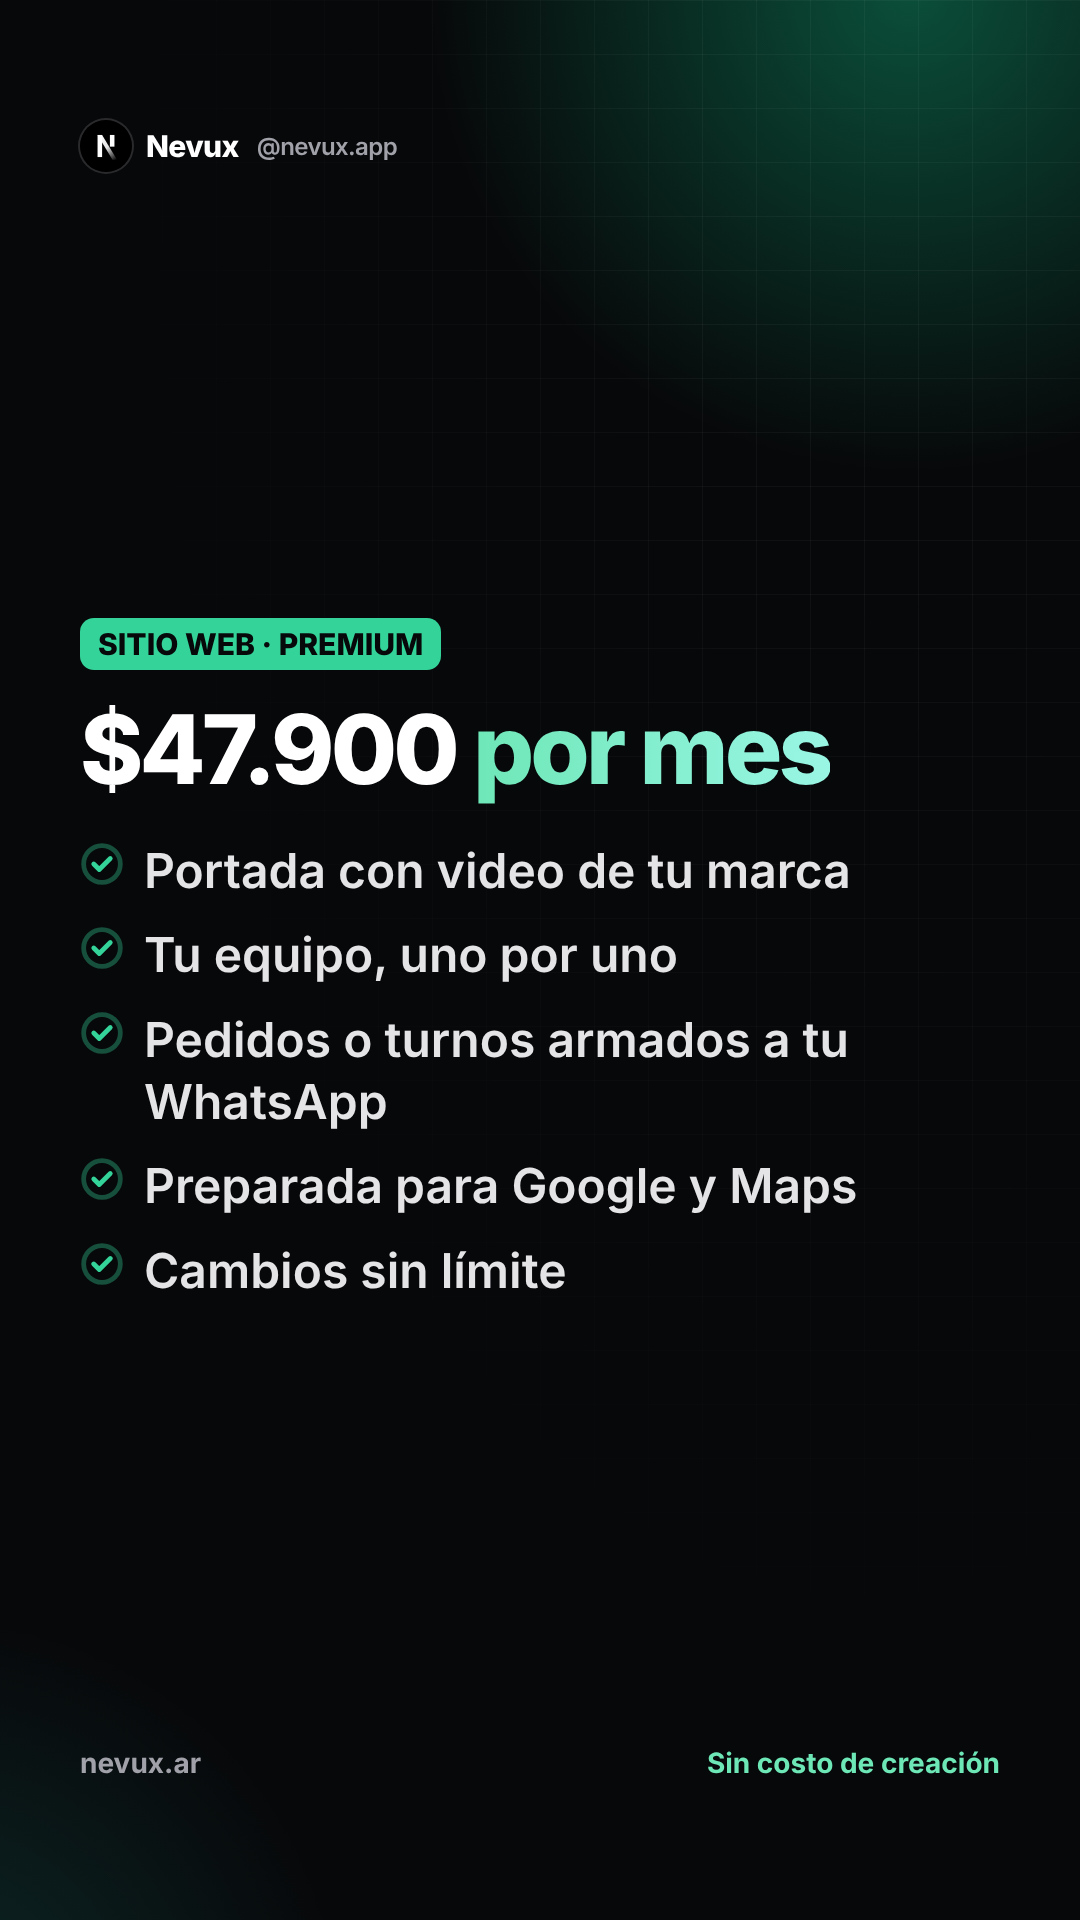 N Nevux @nevux.app
SITIO WEB · PREMIUM
$47.900 por mes
Portada con video de tu marca
Tu equipo, uno por uno
Pedidos o turnos armados a tu
WhatsApp
Preparada para Google y Maps
Cambios sin límite
nevux.ar
Sin costo de creación